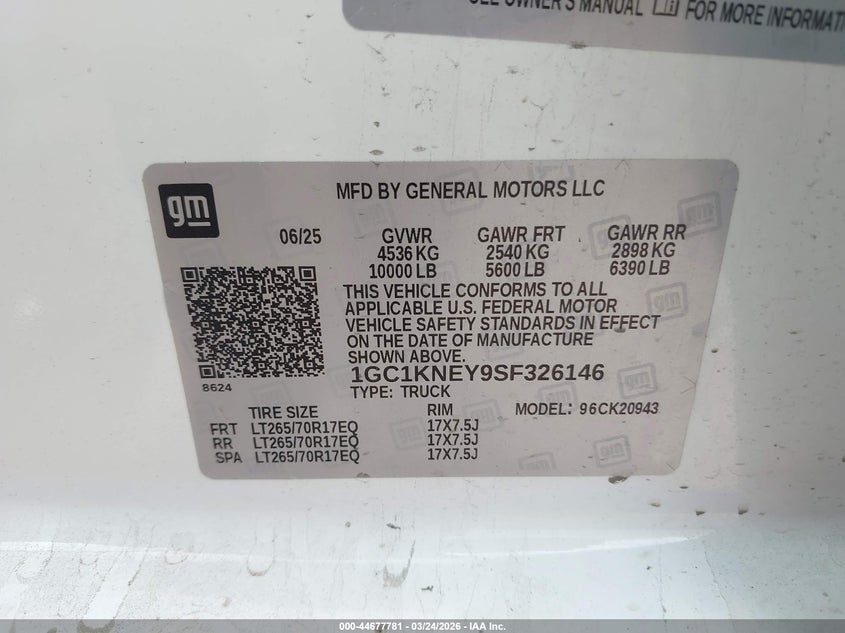 SEE OWNER'S MANUAL FOR MORE INFORMATI
gm
MFD BY GENERAL MOTORS LLC
06/25 GVWR GAWR FRT GAWR RR
4536 KG 2540 KG 2898 KG
10000 LB 5600 LB 6390 LB
THIS VEHICLE CONFORMS TO ALL
APPLICABLE U.S. FEDERAL MOTOR
VEHICLE SAFETY STANDARDS IN EFFECT
ON THE DATE OF MANUFACTURE
SHOWN ABOVE.
8624
1GC1KNEY9SF326146
TYPE: TRUCK
TIRE SIZE RIM MODEL: 96CK20943
FRT LT265/70R17EQ 17X7.5J
RR LT265/70R17EQ 17X7.5J
SPA LT265/70R17EQ 17X7.5J
000-44677781 - 03/24/2026 - IAA Inc.